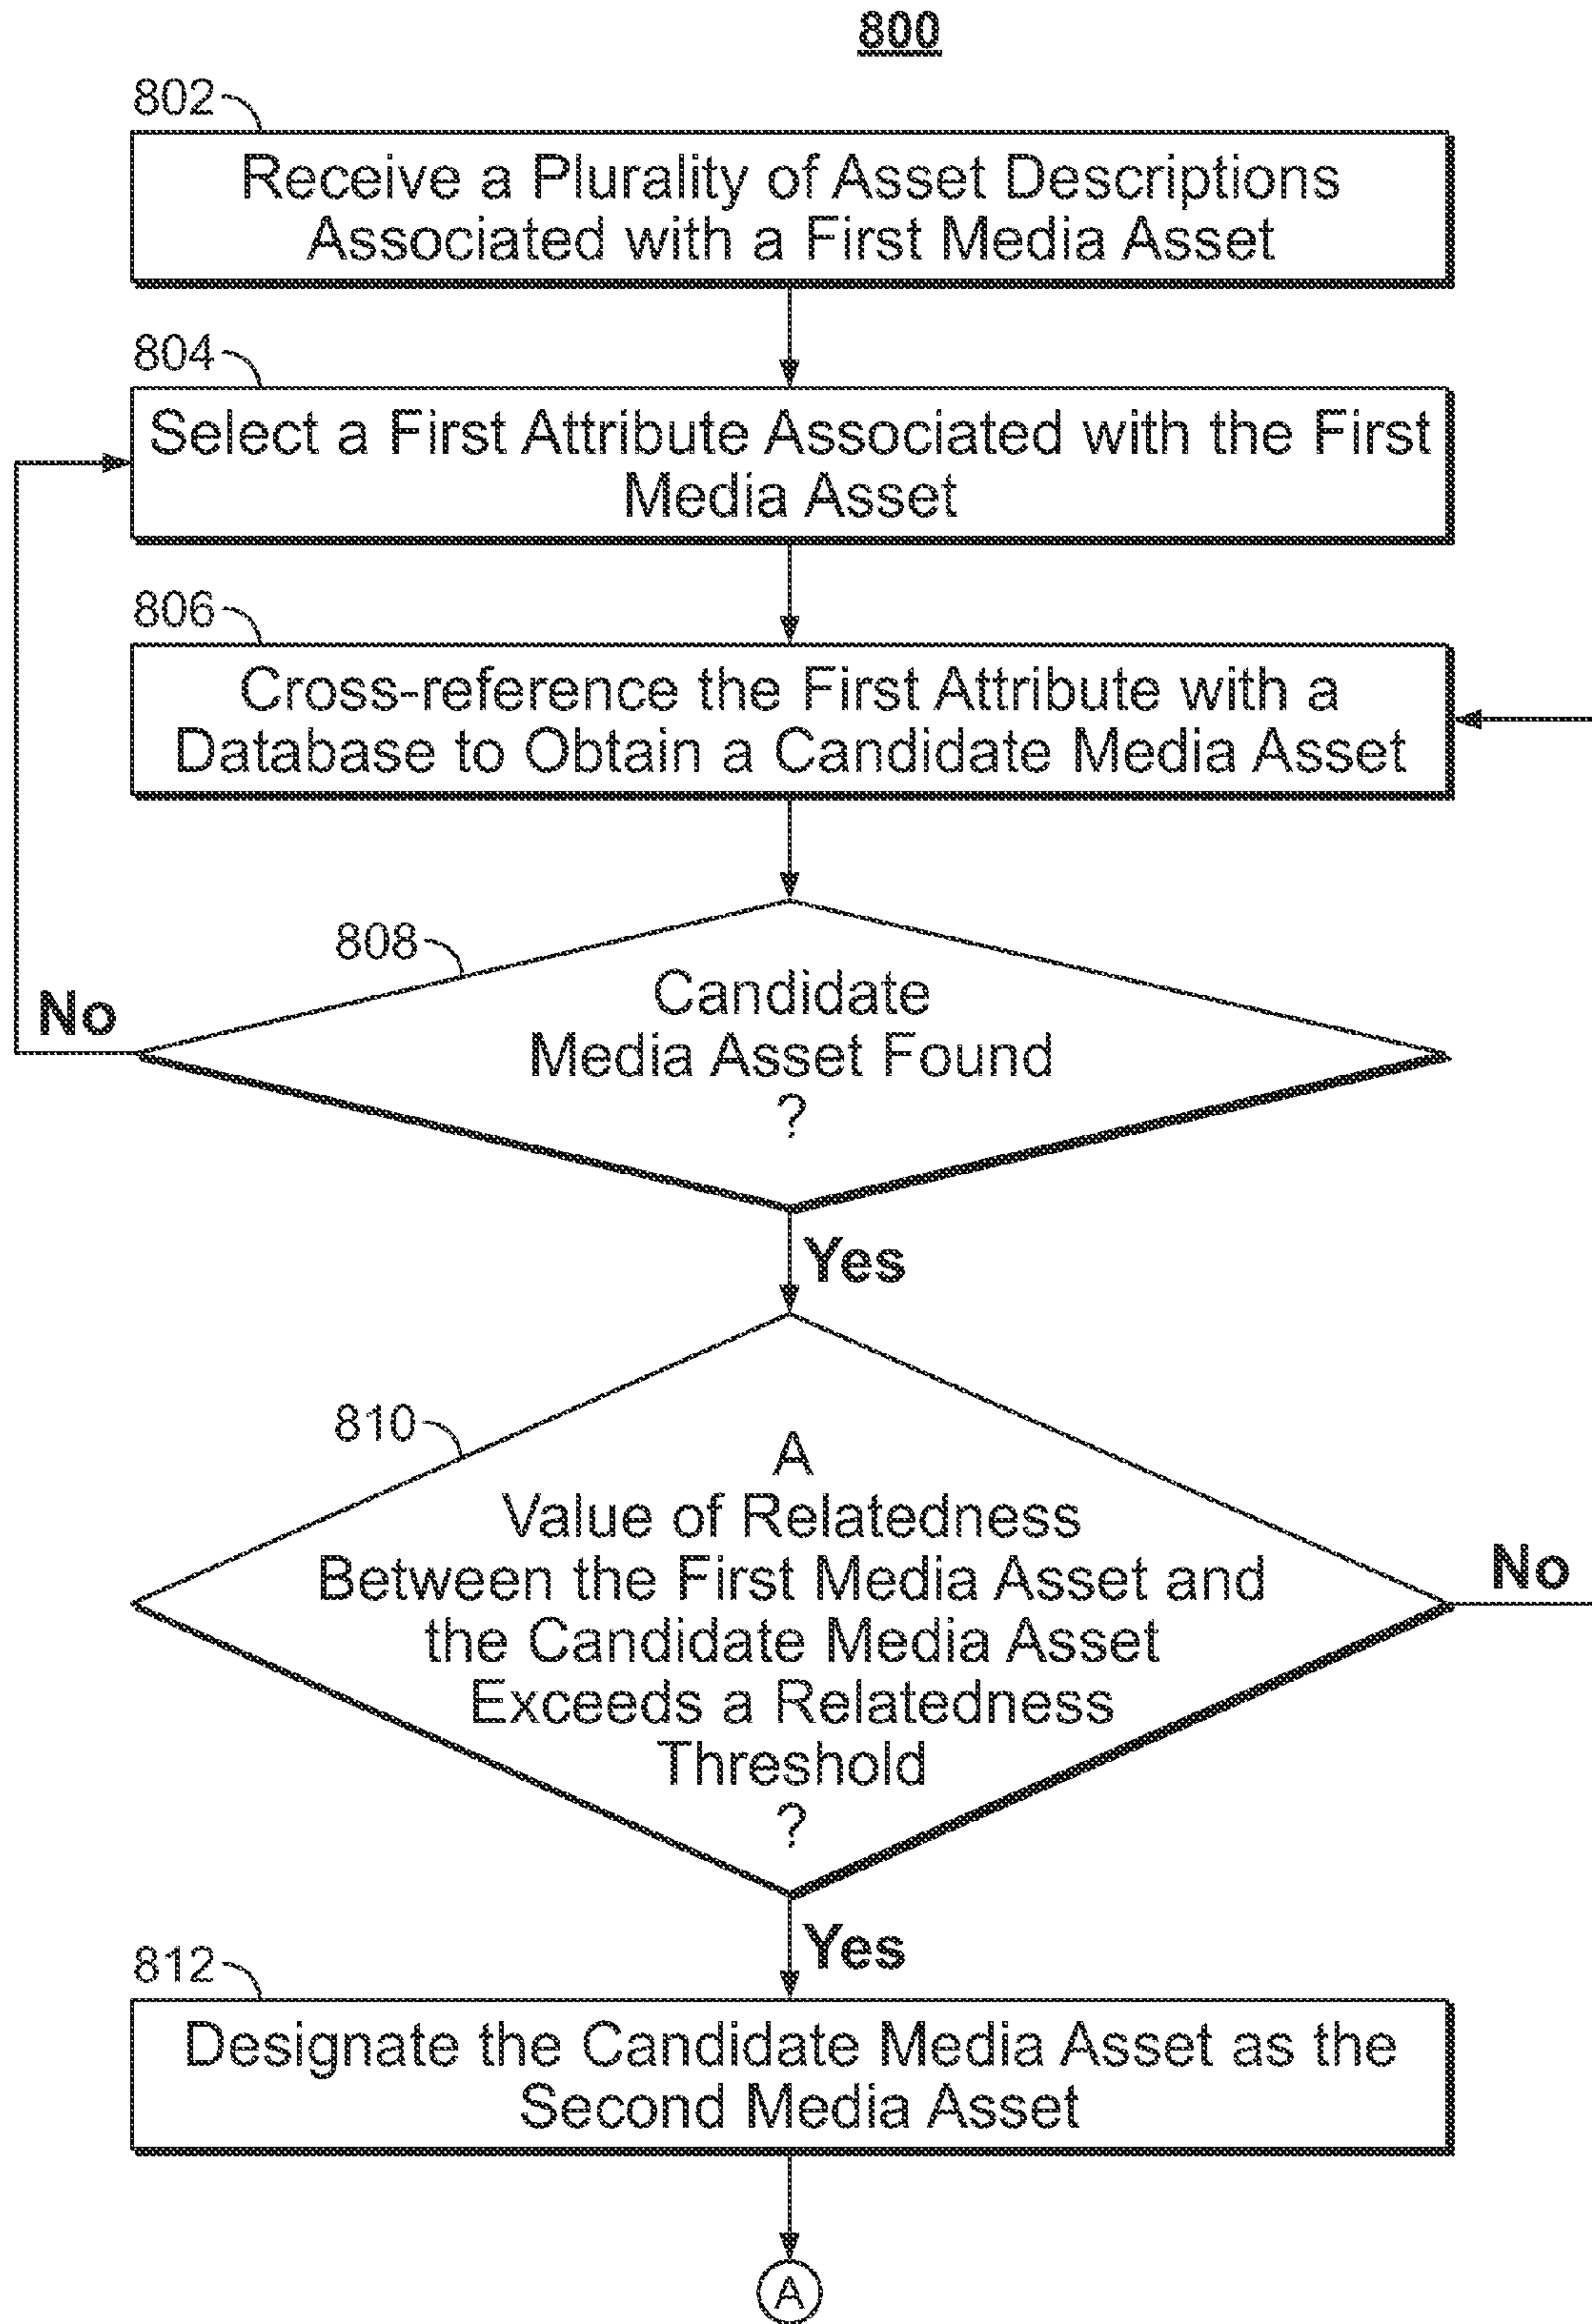 800
802
Receive a Plurality of Asset Descriptions
Associated with a First Media Asset
804
Select a First Attribute Associated with the First
Media Asset
806
Cross-reference the First Attribute with a
Database to Obtain a Candidate Media Asset
808
Candidate
Media Asset Found
?
No
Yes
810
A
Value of Relatedness
Between the First Media Asset and
the Candidate Media Asset
Exceeds a Relatedness
Threshold
?
No
Yes
812
Designate the Candidate Media Asset as the
Second Media Asset
A